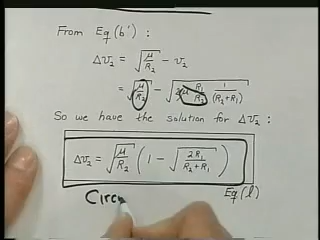 From Eq (b'):
Δv₂ = √(μ/R₂) - v₂
= √(μ/R₂) - √(2μ R₁/R₂ 1/(R₂+R₁))
So we have the solution for Δv₂ :
Δv₂ = √(μ/R₂) (1 - √(2R₁/(R₂+R₁)))
Eq(l)
Circ